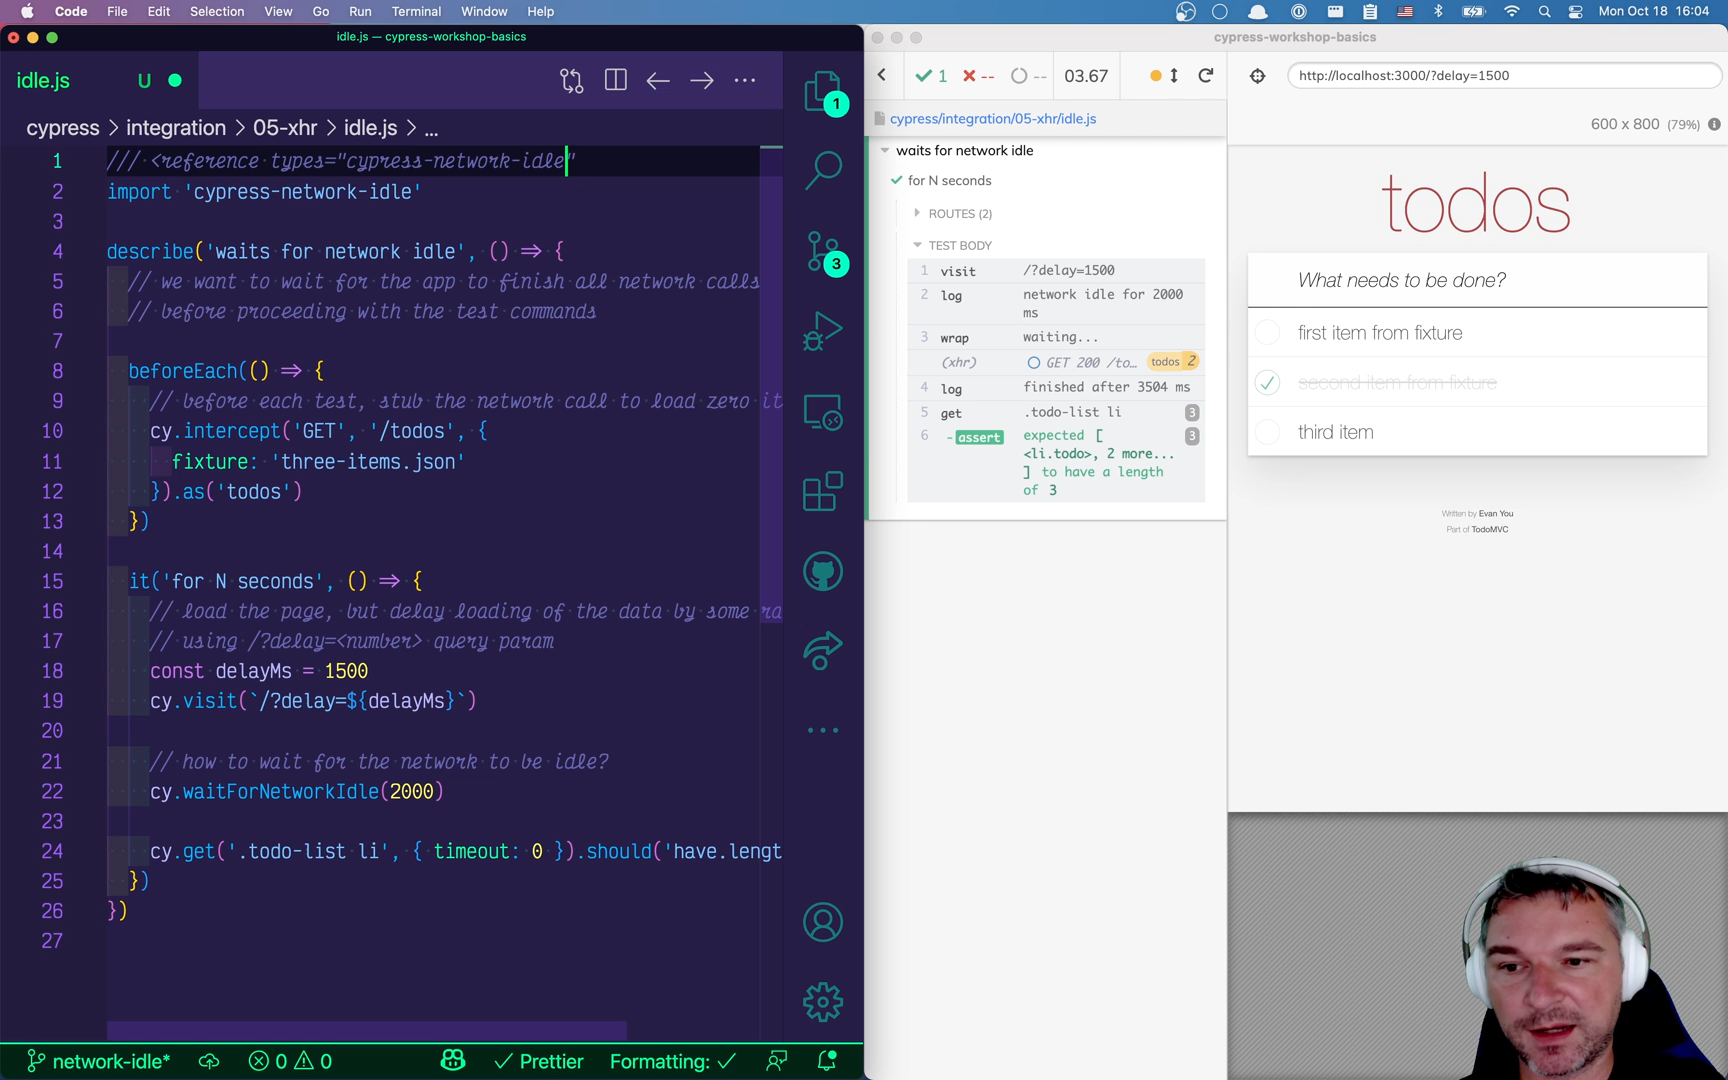 Code File Edit Selection View Go Run Terminal Window Help Mon Oct 18 16:04
idle.js — cypress-workshop-basics
idle.js U
cypress > integration > 05-xhr > idle.js > ...
1 /// <reference types="cypress-network-idle"
2 import 'cypress-network-idle'
3
4 describe('waits for network idle', () => {
5 // we want to wait for the app to finish all network calls
6 // before proceeding with the test commands
7
8 beforeEach(() => {
9 // before each test, stub the network call to load zero it
10 cy.intercept('GET', '/todos', {
11 fixture: 'three-items.json'
12 }).as('todos')
13 })
14
15 it('for N seconds', () => {
16 // load the page, but delay loading of the data by some ra
17 // using /?delay=<number> query param
18 const delayMs = 1500
19 cy.visit(`/?delay=${delayMs}`)
20
21 // how to wait for the network to be idle?
22 cy.waitForNetworkIdle(2000)
23
24 cy.get('.todo-list li', { timeout: 0 }).should('have.lengt
25 })
26 })
27
1
3
network-idle* 0 0 Prettier Formatting: ✓
cypress-workshop-basics
1 -- -- 03.67
http://localhost:3000/?delay=1500
cypress/integration/05-xhr/idle.js
600 x 800 (79%)
waits for network idle
for N seconds
ROUTES (2)
TEST BODY
1 visit /?delay=1500
2 log network idle for 2000
ms
3 wrap waiting...
(xhr) GET 200 /to... todos 2
4 log finished after 3504 ms
5 get .todo-list li 3
6 -assert expected [ 3
<li.todo>, 2 more...
] to have a length
of 3
todos
What needs to be done?
first item from fixture
second item from fixture
third item
Written by Evan You
Part of TodoMVC